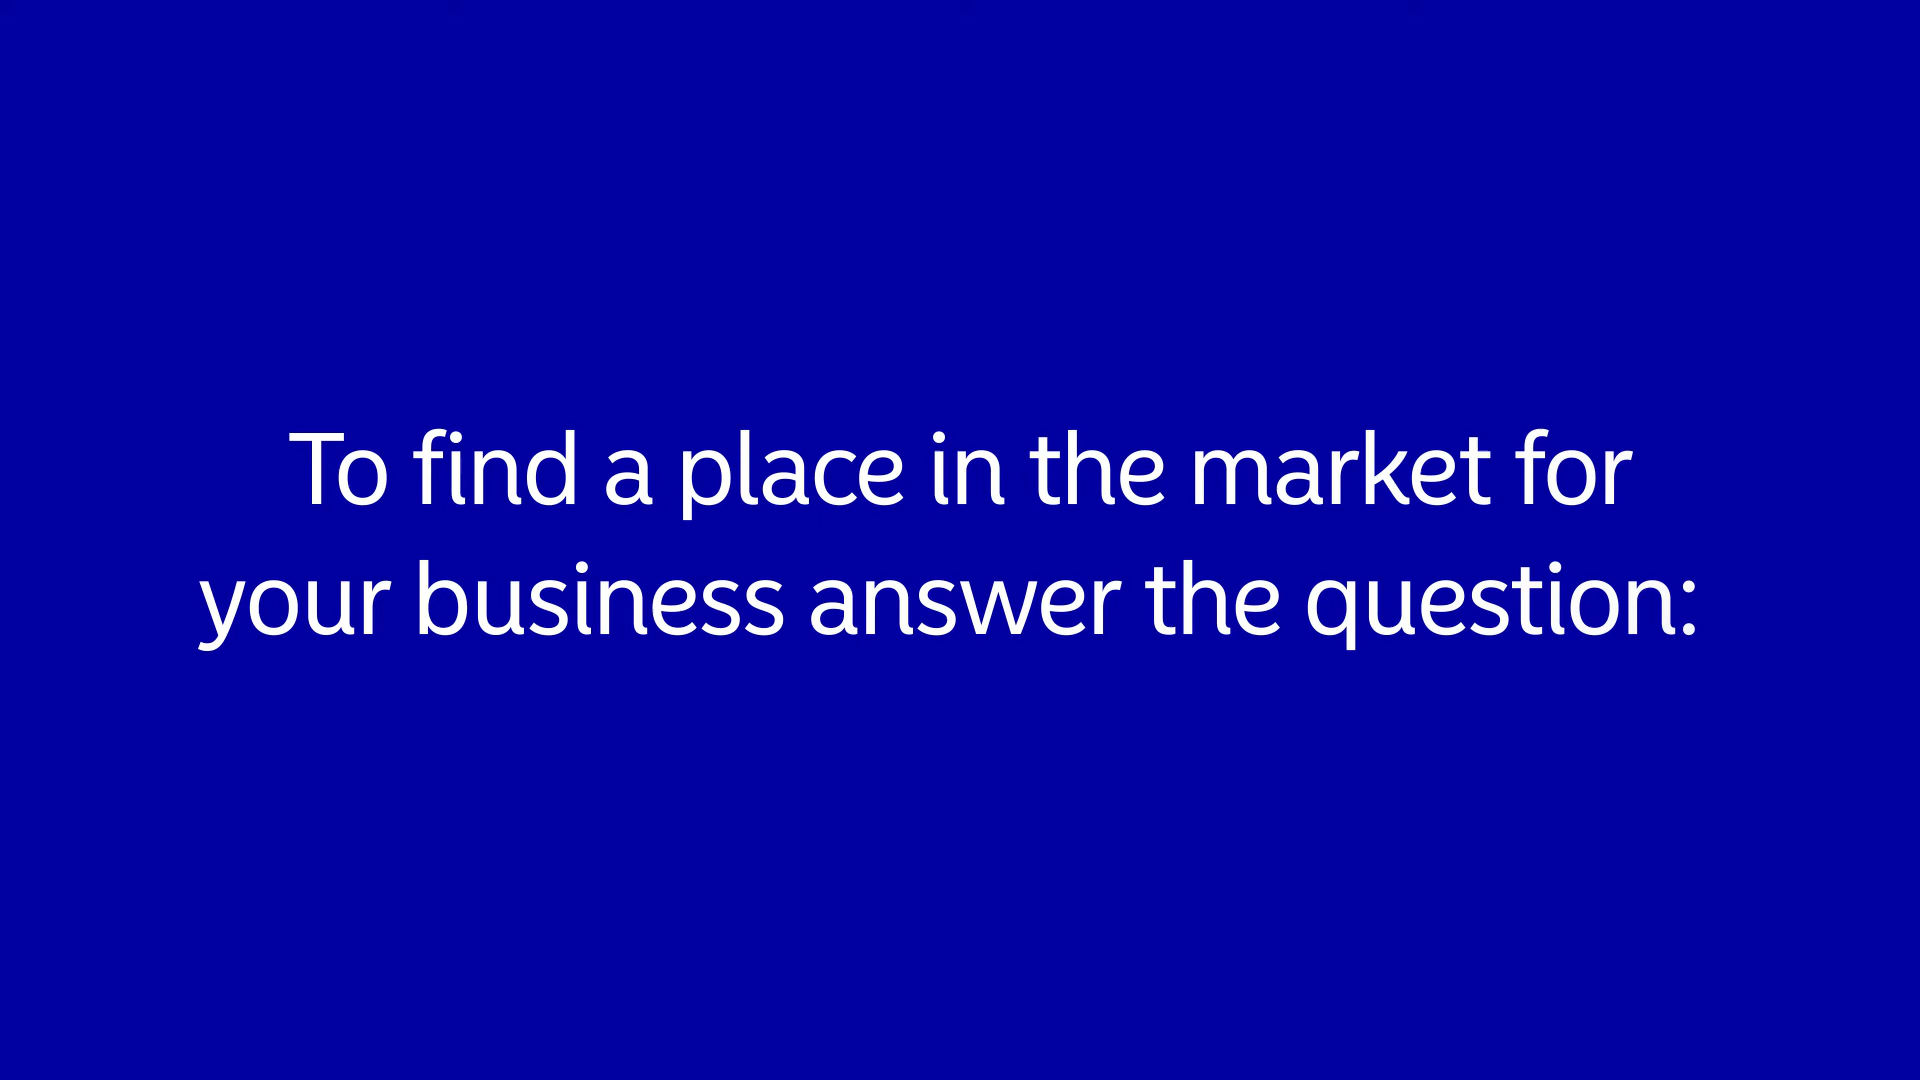 To find a place in the market for
your business answer the question: